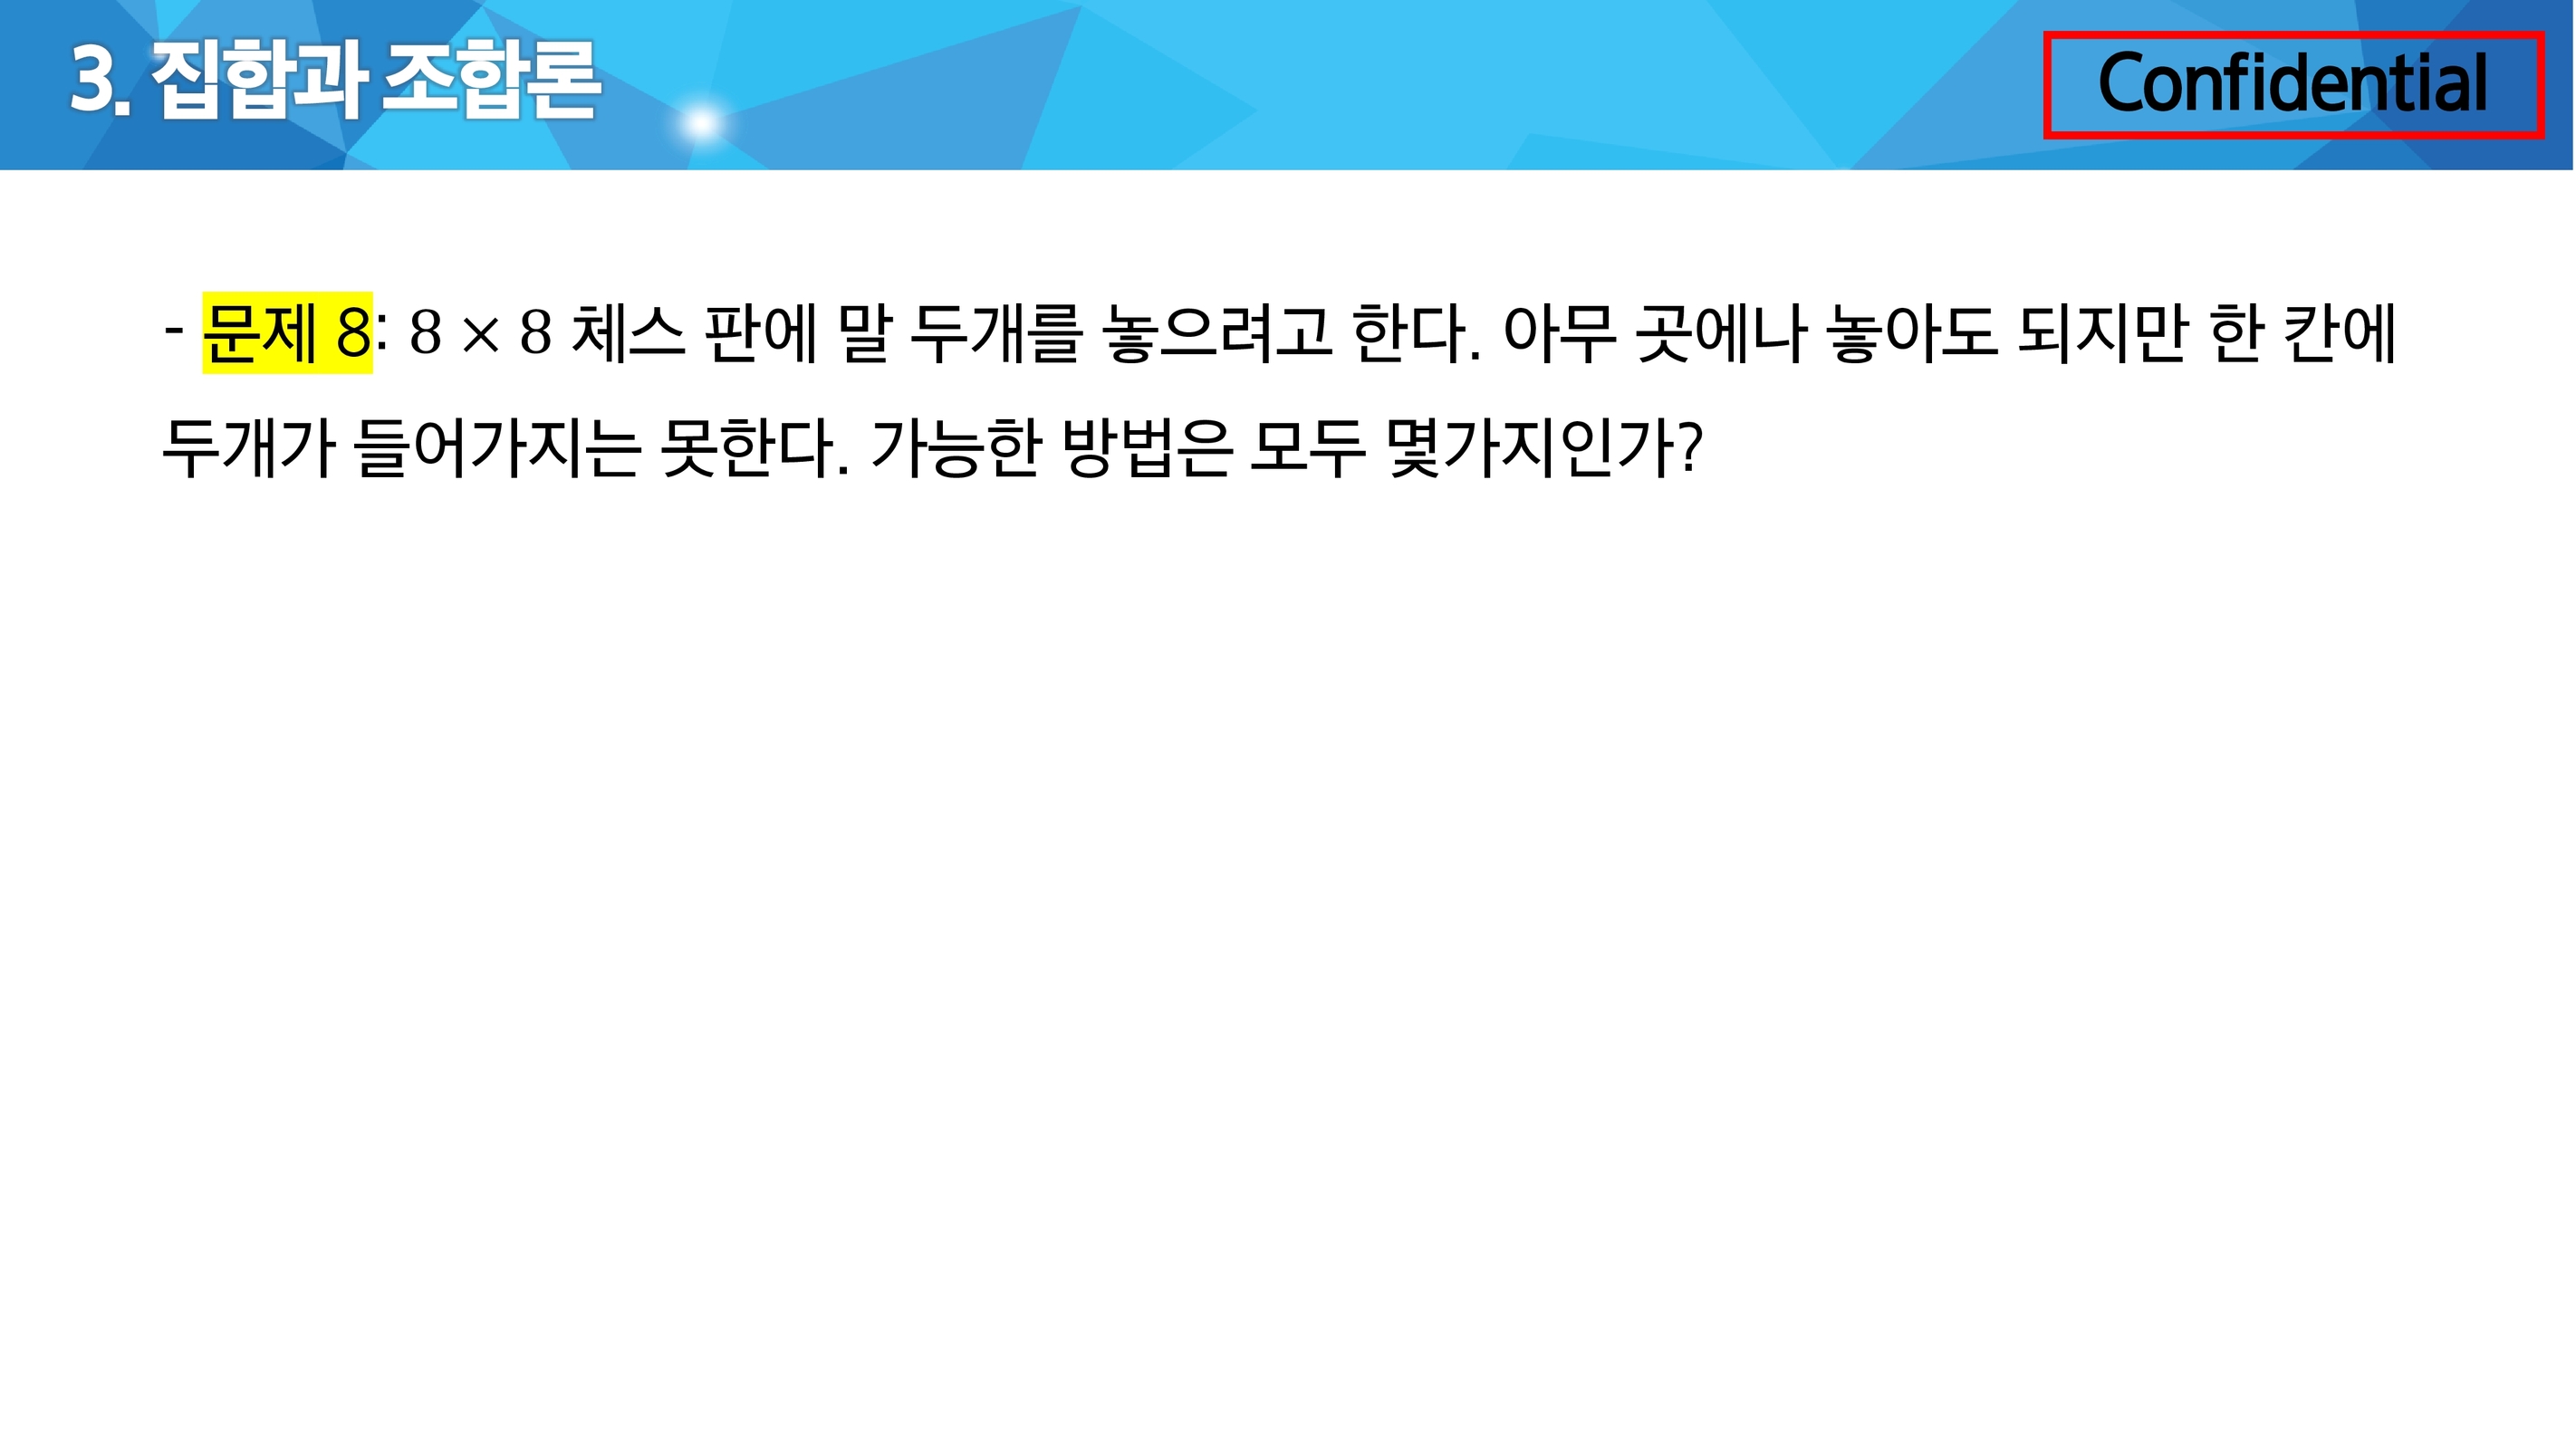 3. 집합과 조합론
Confidential
- 문제 8: 8 × 8 체스 판에 말 두개를 놓으려고 한다. 아무 곳에나 놓아도 되지만 한 칸에
두개가 들어가지는 못한다. 가능한 방법은 모두 몇가지인가?